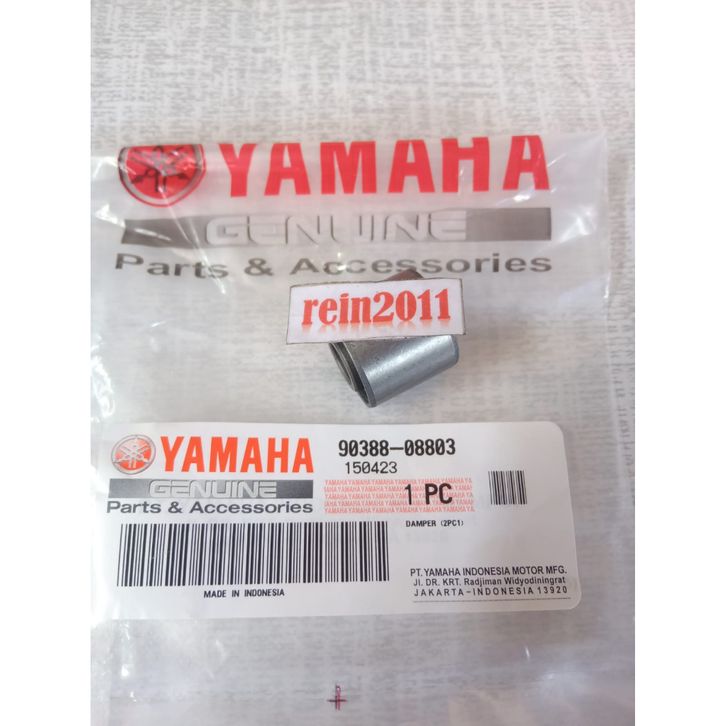 YAMAHA
GENUINE
Parts & Accessories
rein2011
YAMAHA
GENUINE
Parts & Accessories
MADE IN INDONESIA
90388-08803
150423
1 PC
DAMPER (2PC1)
PT. YAMAHA INDONESIA MOTOR MFG.
JL. DR. KRT. Radjiman Widyodiningrat
JAKARTA-INDONESIA 13920